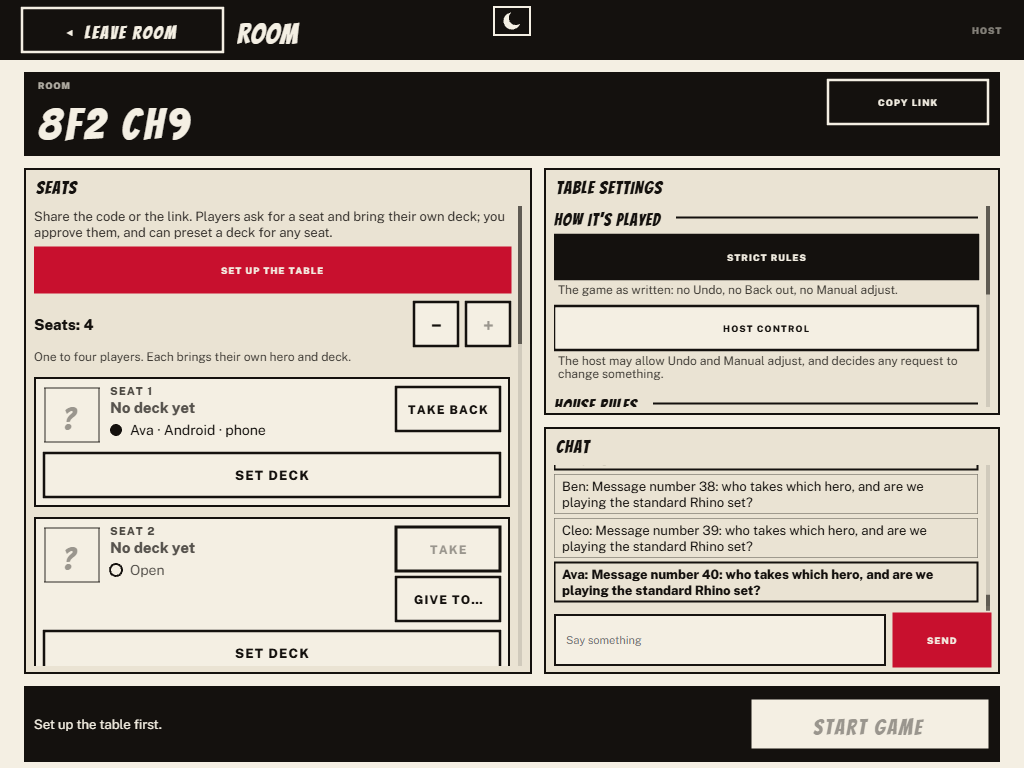 ◂ LEAVE ROOM
ROOM
HOST
ROOM
8F2 CH9
COPY LINK
SEATS
Share the code or the link. Players ask for a seat and bring their own deck; you
approve them, and can preset a deck for any seat.
SET UP THE TABLE
Seats: 4
−
+
One to four players. Each brings their own hero and deck.
?
SEAT 1
No deck yet
Ava · Android · phone
TAKE BACK
SET DECK
?
SEAT 2
No deck yet
Open
TAKE
GIVE TO...
SET DECK
TABLE SETTINGS
HOW IT'S PLAYED
STRICT RULES
The game as written: no Undo, no Back out, no Manual adjust.
HOST CONTROL
The host may allow Undo and Manual adjust, and decides any request to
change something.
HOUSE RULES
CHAT
Ben: Message number 38: who takes which hero, and are we
playing the standard Rhino set?
Cleo: Message number 39: who takes which hero, and are we
playing the standard Rhino set?
Ava: Message number 40: who takes which hero, and are we
playing the standard Rhino set?
Say something
SEND
Set up the table first.
START GAME